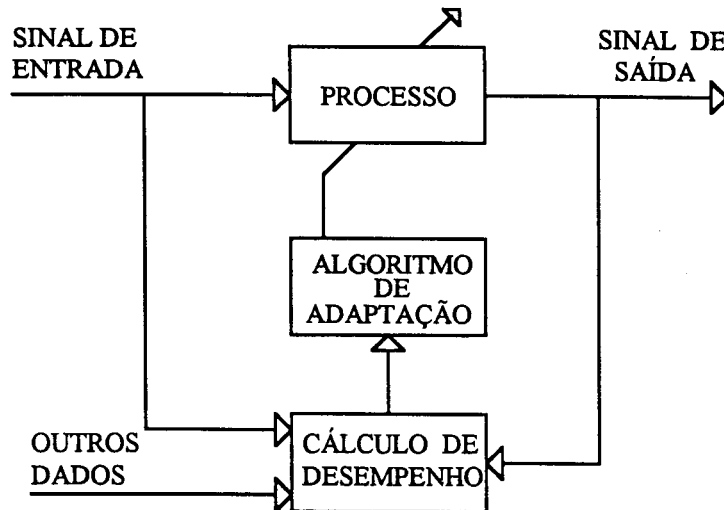 SINAL DE
ENTRADA
PROCESSO
SINAL DE
SAÍDA
ALGORITMO
DE
ADAPTAÇÃO
OUTROS
DADOS
CÁLCULO DE
DESEMPENHO